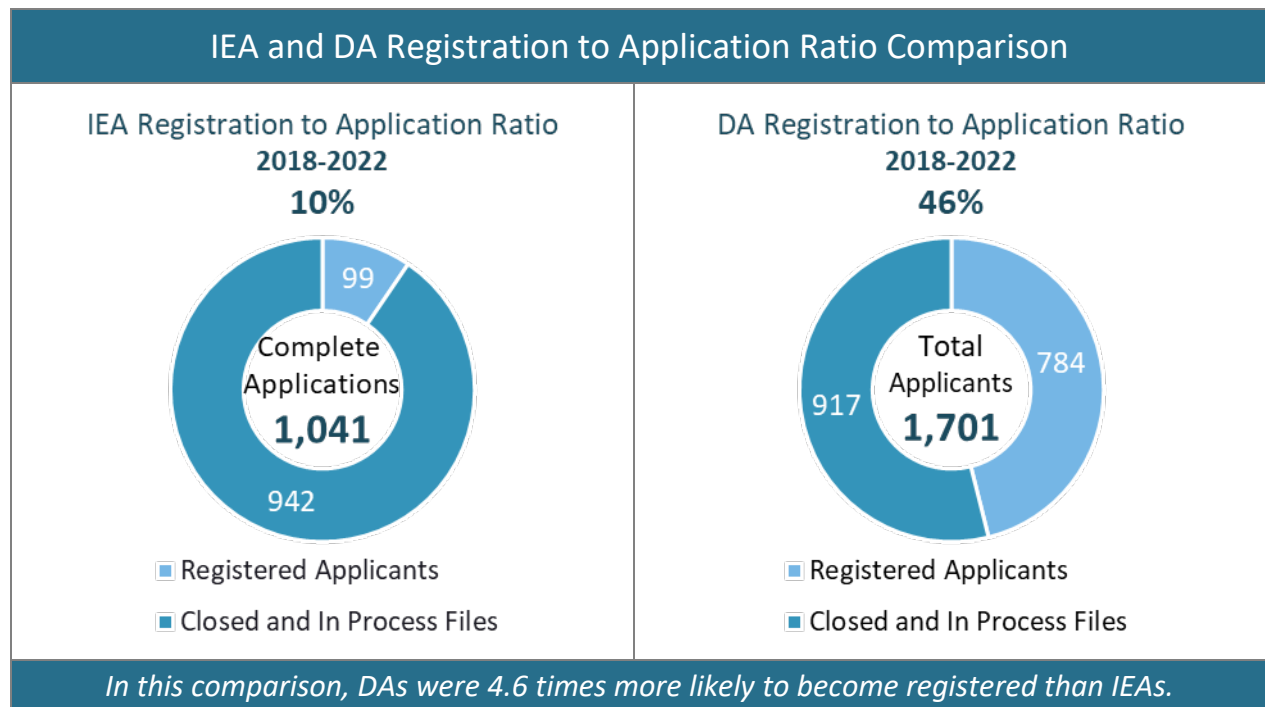 IEA and DA Registration to Application Ratio Comparison
IEA Registration to Application Ratio
2018-2022
10%
99
Complete
Applications
1,041
942
Registered Applicants
Closed and In Process Files
DA Registration to Application Ratio
2018-2022
46%
784
Total
Applicants
1,701
917
Registered Applicants
Closed and In Process Files
In this comparison, DAs were 4.6 times more likely to become registered than IEAs.